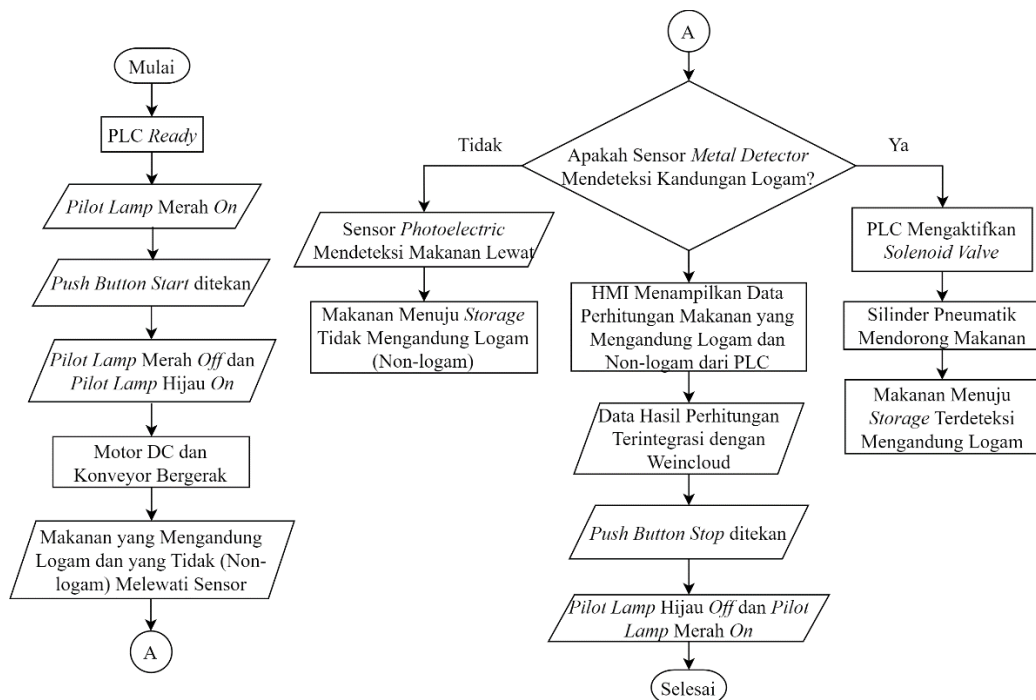 Mulai
PLC Ready
Pilot Lamp Merah On
Push Button Start ditekan
Pilot Lamp Merah Off dan
Pilot Lamp Hijau On
Motor DC dan
Konveyor Bergerak
Makanan yang Mengandung
Logam dan yang Tidak (Non-
logam) Melewati Sensor
A
A
Apakah Sensor Metal Detector
Mendeteksi Kandungan Logam?
Tidak
Sensor Photoelectric
Mendeteksi Makanan Lewat
Makanan Menuju Storage
Tidak Mengandung Logam
(Non-logam)
HMI Menampilkan Data
Perhitungan Makanan yang
Mengandung Logam dan
Non-logam dari PLC
Data Hasil Perhitungan
Terintegrasi dengan
Weincloud
Push Button Stop ditekan
Pilot Lamp Hijau Off dan Pilot
Lamp Merah On
Selesai
Ya
PLC Mengaktifkan
Solenoid Valve
Silinder Pneumatik
Mendorong Makanan
Makanan Menuju
Storage Terdeteksi
Mengandung Logam